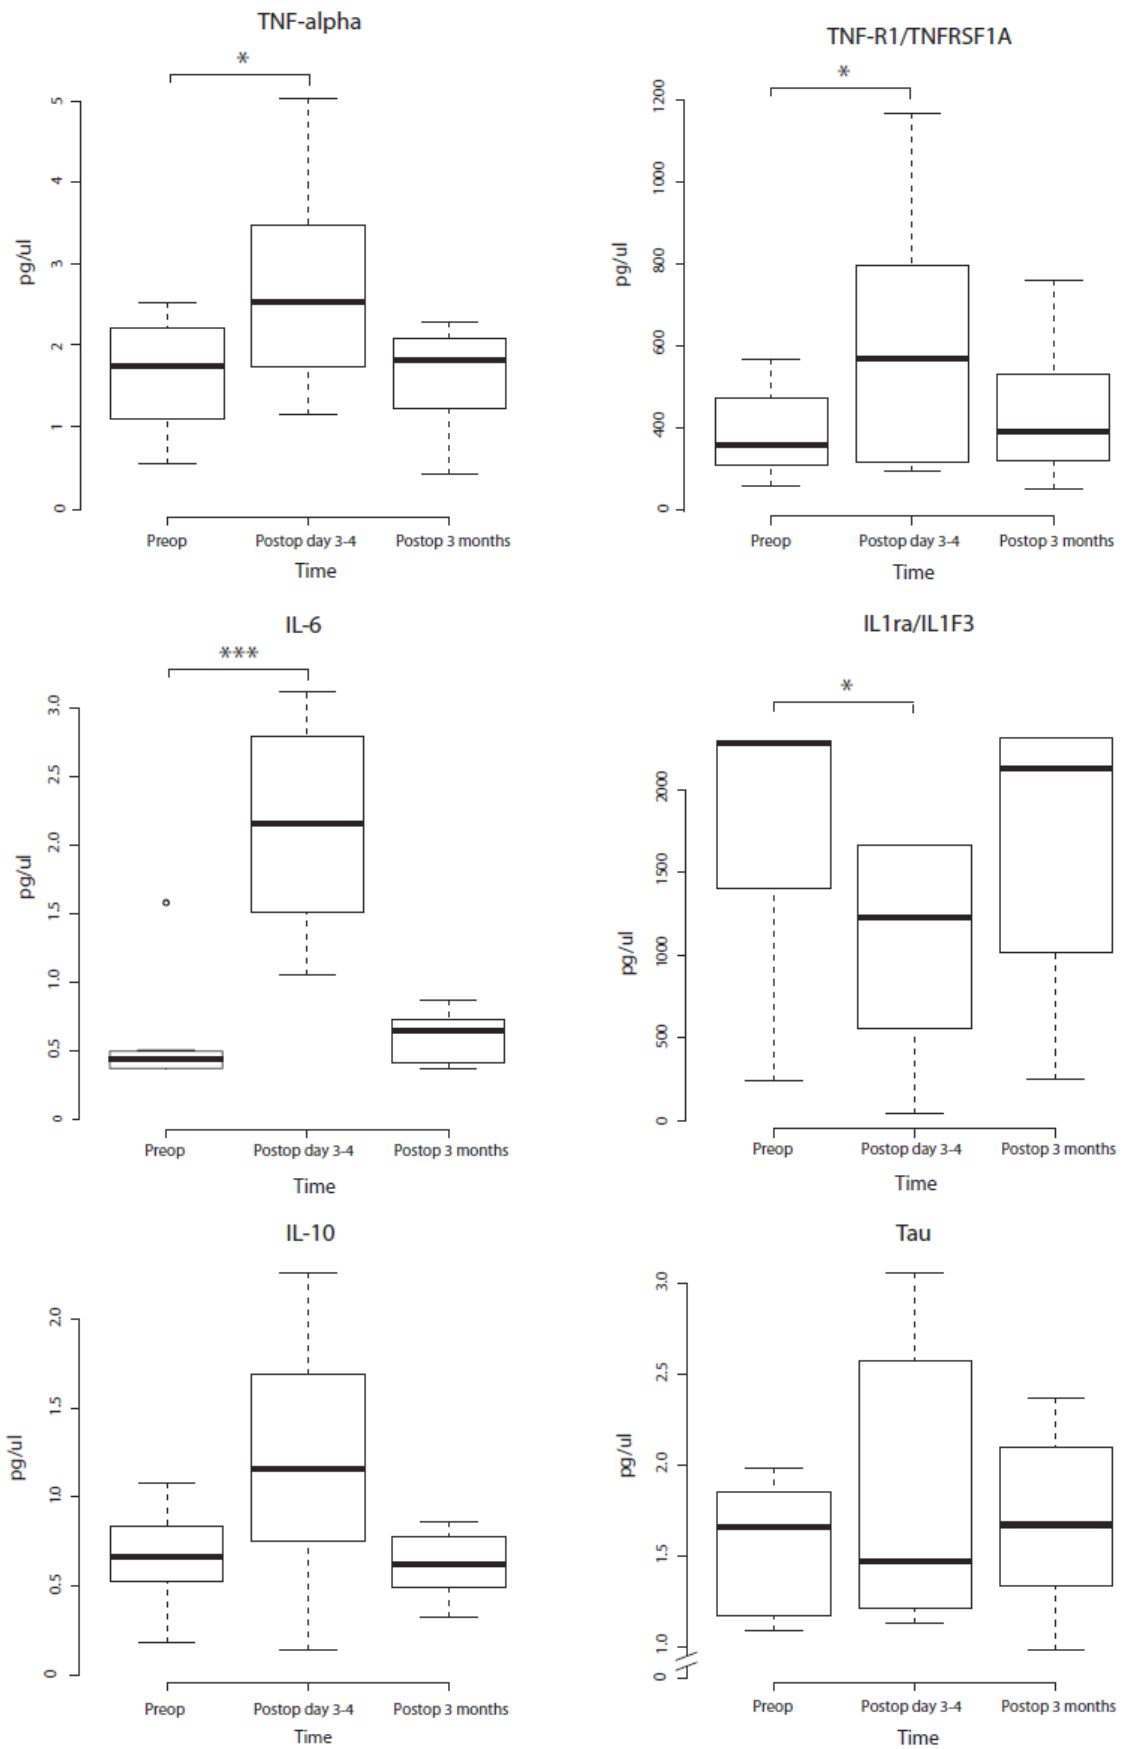 TNF-alpha
*
5
4
3
2
1
0
pg/ul
Preop Postop day 3-4 Postop 3 months
Time
TNF-R1/TNFRSF1A
*
1200
1000
800
600
400
0
pg/ul
Preop Postop day 3-4 Postop 3 months
Time
IL-6
***
3.0
2.5
2.0
1.5
1.0
0.5
0
pg/ul
Preop Postop day 3-4 Postop 3 months
Time
IL1ra/IL1F3
*
2000
1500
1000
500
0
pg/ul
Preop Postop day 3-4 Postop 3 months
Time
IL-10
2.0
1.5
1.0
0.5
0
pg/ul
Preop Postop day 3-4 Postop 3 months
Time
Tau
3.0
2.5
2.0
1.5
1.0
0
pg/ul
Preop Postop day 3-4 Postop 3 months
Time